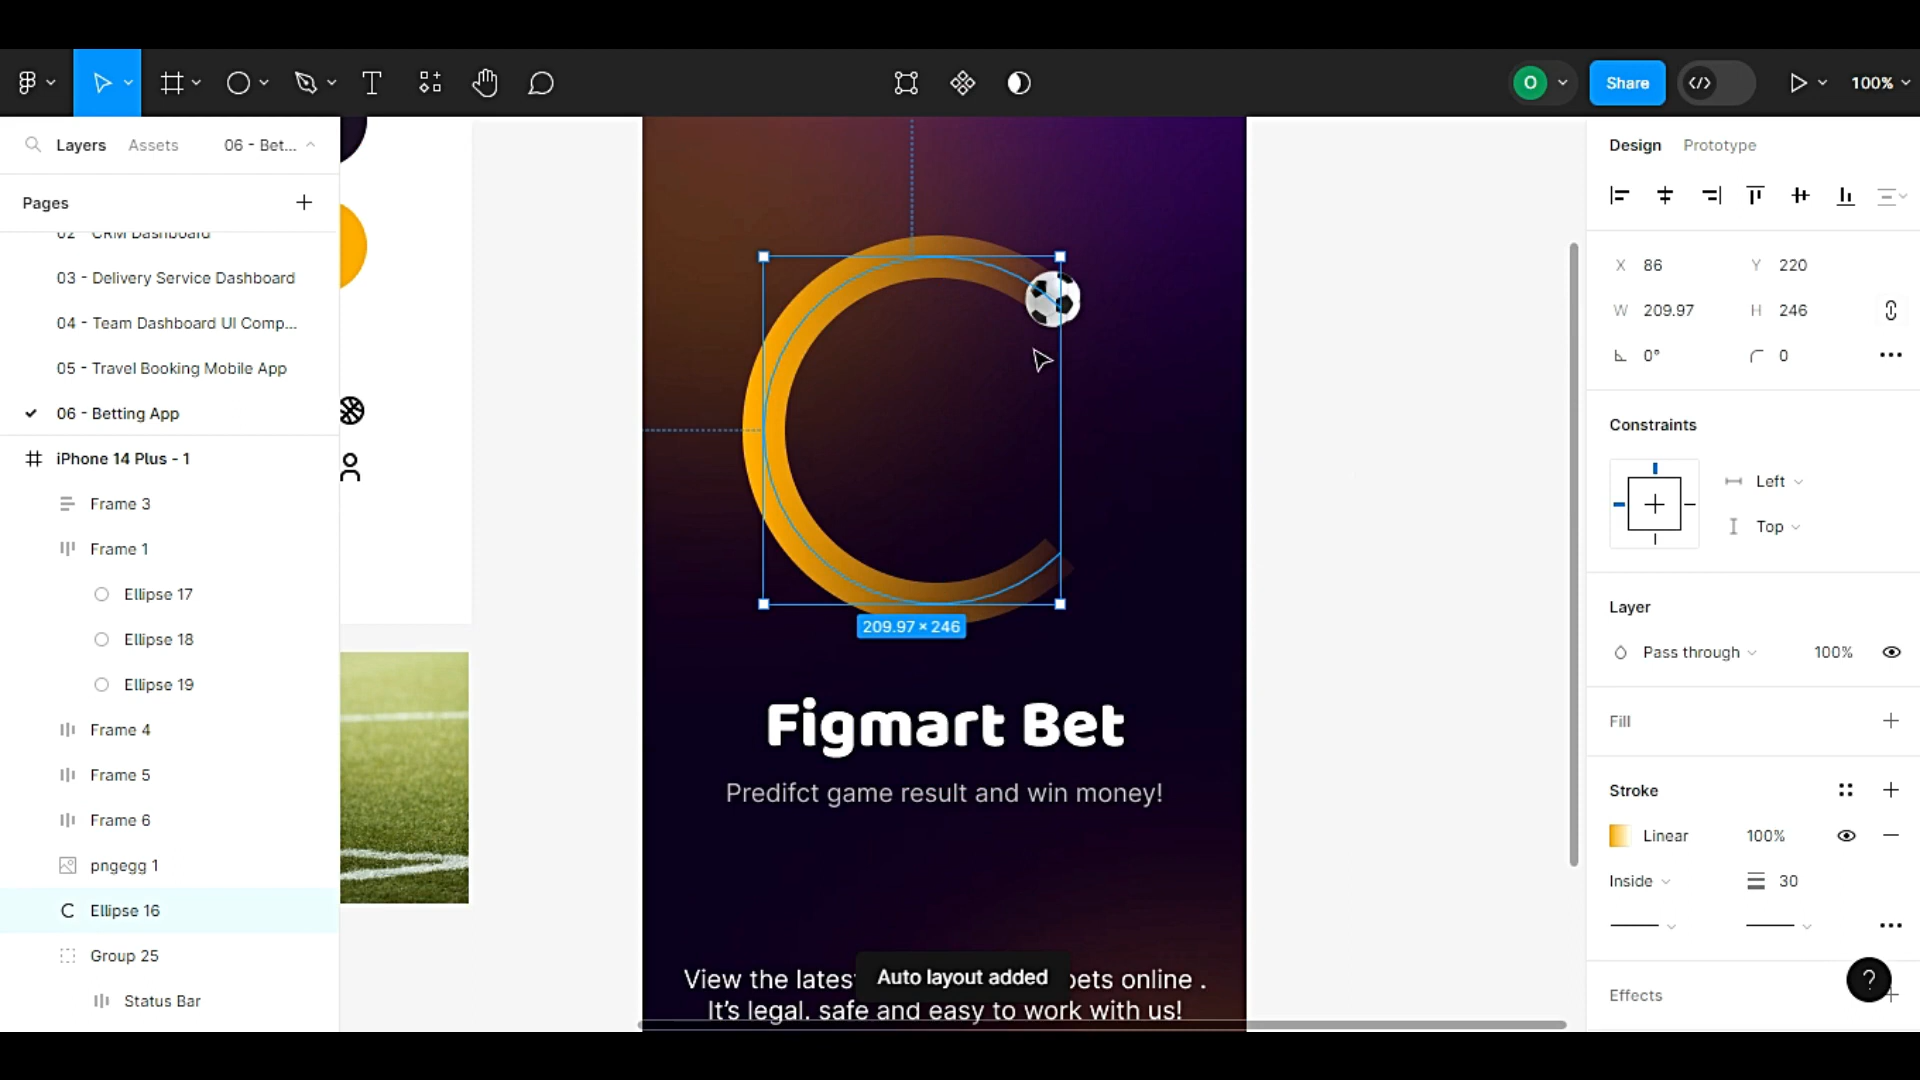 O
Share
100%
Layers
Assets
06 - Bet...
Design
Prototype
Pages
02 - CRM Dashboard
03 - Delivery Service Dashboard
04 - Team Dashboard UI Comp...
05 - Travel Booking Mobile App
06 - Betting App
iPhone 14 Plus - 1
Frame 3
Frame 1
Ellipse 17
Ellipse 18
Ellipse 19
Frame 4
Frame 5
Frame 6
pngegg 1
Ellipse 16
Group 25
Status Bar
209.97 × 246
Figmart Bet
Predifct game result and win money!
View the lates
bets online .
It's legal. safe and easy to work with us!
Auto layout added
X 86 Y 220
W 209.97 H 246
0° 0
Constraints
Left
Top
Layer
Pass through 100%
Fill
Stroke
Linear 100%
Inside 30
Effects
?